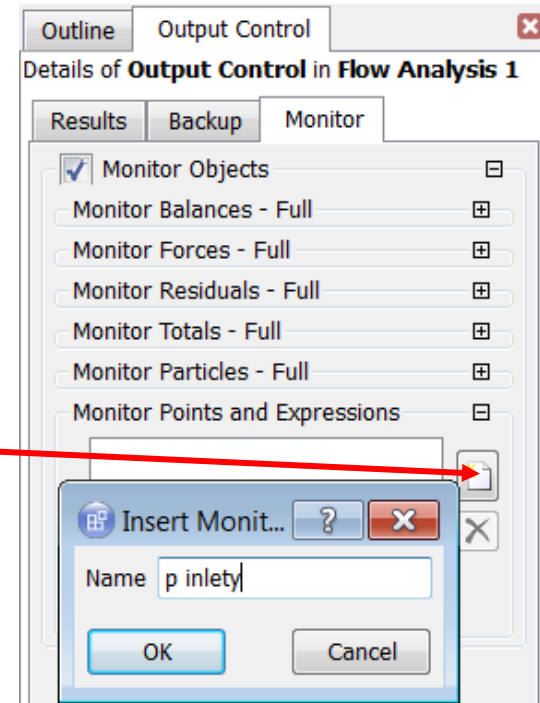 Outline Output Control
Details of Output Control in Flow Analysis 1
Results Backup Monitor
Monitor Objects
Monitor Balances - Full
Monitor Forces - Full
Monitor Residuals - Full
Monitor Totals - Full
Monitor Particles - Full
Monitor Points and Expressions
Insert Monit...
Name p inlety
OK Cancel